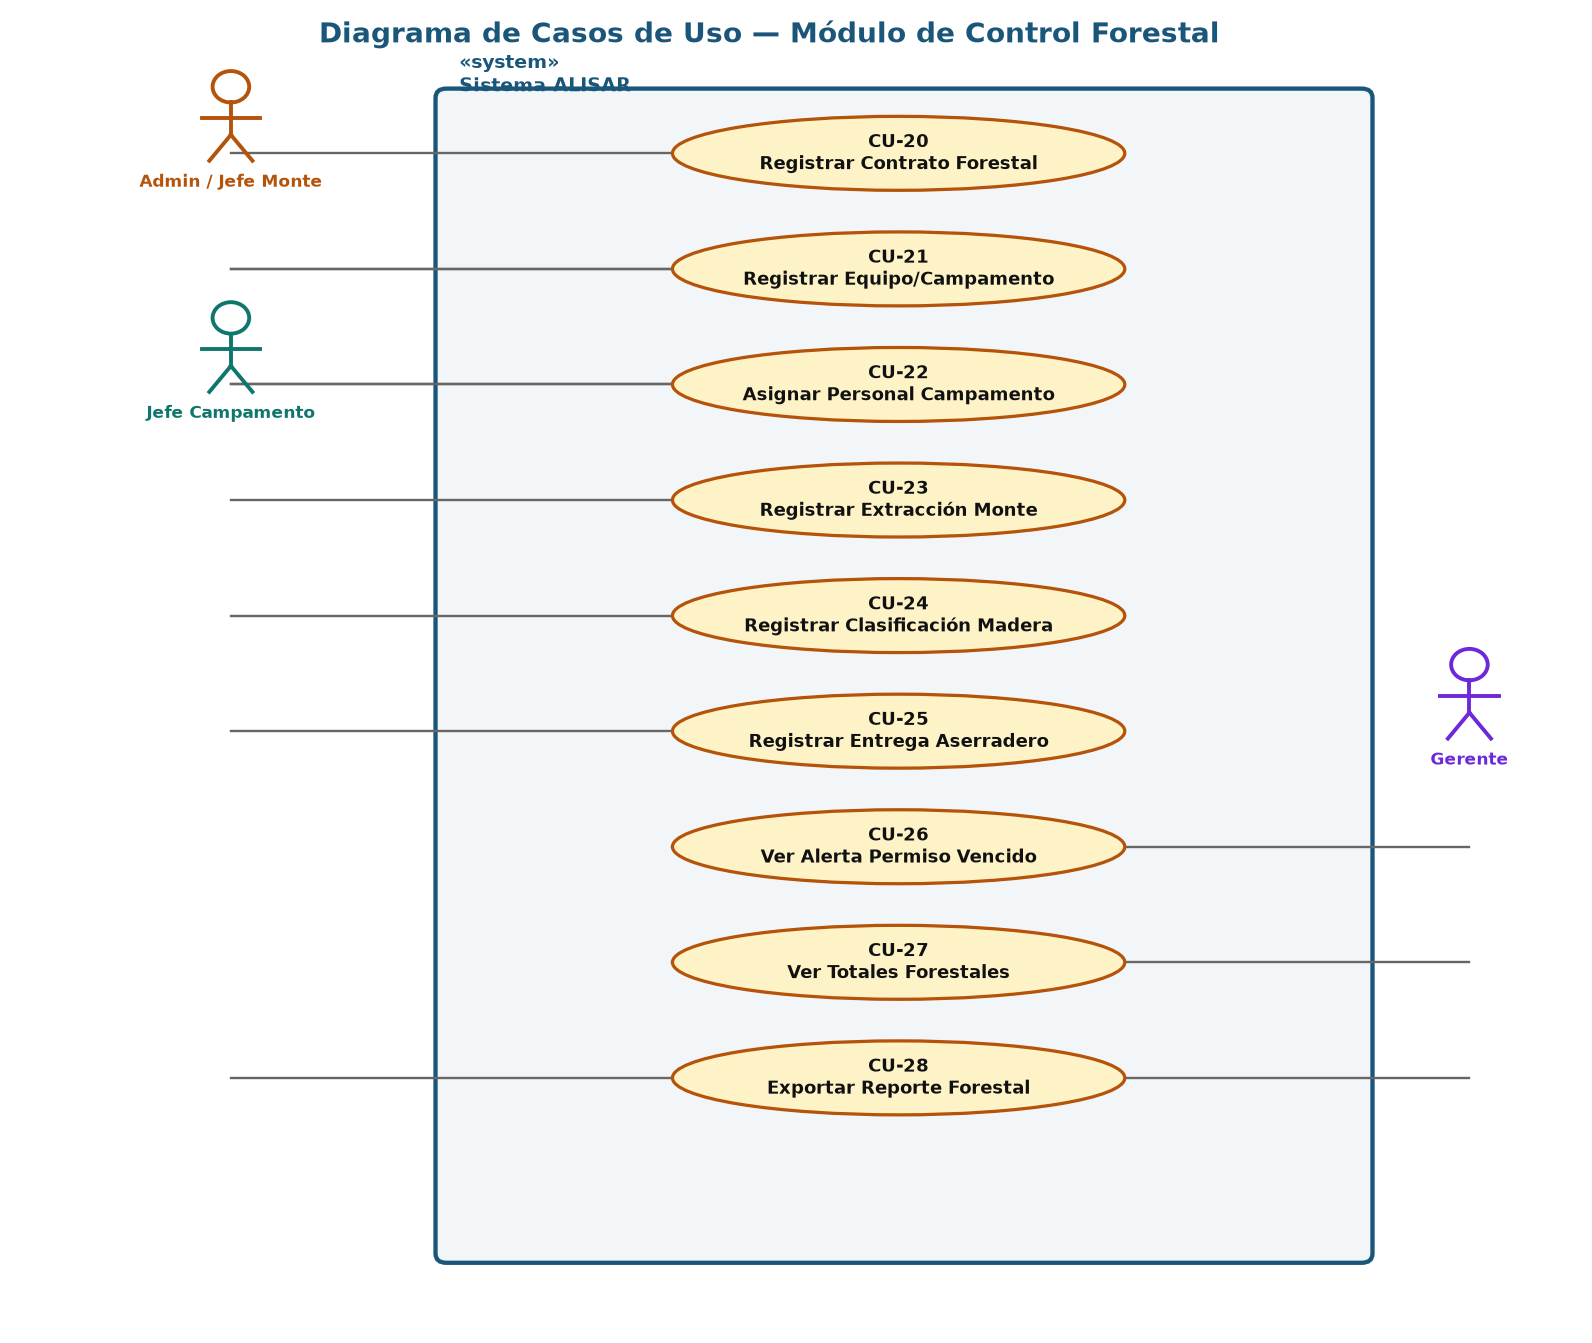 Diagrama de Casos de Uso — Módulo de Control Forestal
«system»
Sistema ALISAR
Admin / Jefe Monte
CU-20
Registrar Contrato Forestal
CU-21
Registrar Equipo/Campamento
Jefe Campamento
CU-22
Asignar Personal Campamento
CU-23
Registrar Extracción Monte
CU-24
Registrar Clasificación Madera
CU-25
Registrar Entrega Aserradero
Gerente
CU-26
Ver Alerta Permiso Vencido
CU-27
Ver Totales Forestales
CU-28
Exportar Reporte Forestal